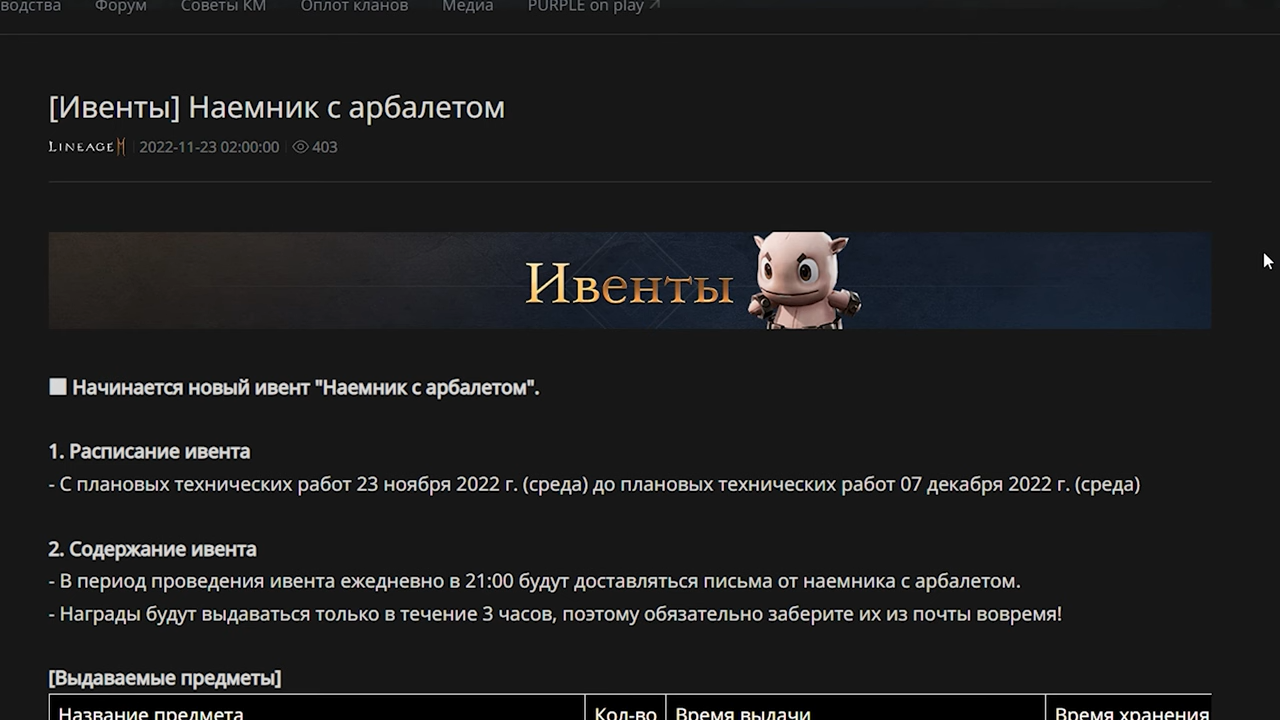 водства Форум Советы КМ Оплот кланов Медиа PURPLE on play
[Ивенты] Наемник с арбалетом
LINEAGE M 2022-11-23 02:00:00 403
Ивенты
Начинается новый ивент "Наемник с арбалетом".
1. Расписание ивента
- С плановых технических работ 23 ноября 2022 г. (среда) до плановых технических работ 07 декабря 2022 г. (среда)
2. Содержание ивента
- В период проведения ивента ежедневно в 21:00 будут доставляться письма от наемника с арбалетом.
- Награды будут выдаваться только в течение 3 часов, поэтому обязательно заберите их из почты вовремя!
[Выдаваемые предметы]
Название предмета Кол-во Время выдачи Время хранения